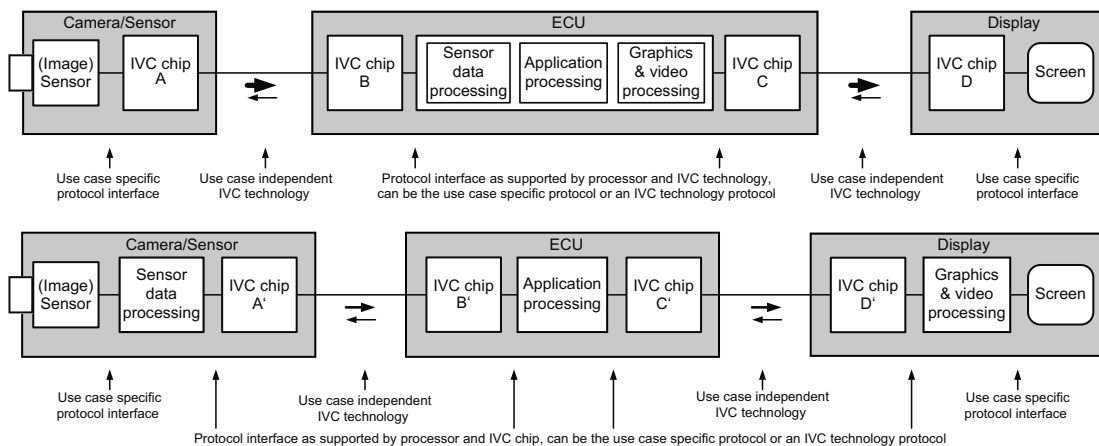 Camera/Sensor
ECU
Display
(Image)
Sensor
IVC chip
A
IVC chip
B
Sensor
data
processing
Application
processing
Graphics
& video
processing
IVC chip
C
IVC chip
D
Screen
Use case specific
protocol interface
Use case independent
IVC technology
Protocol interface as supported by processor and IVC technology,
can be the use case specific protocol or an IVC technology protocol
Use case independent
IVC technology
Use case specific
protocol interface
Camera/Sensor
ECU
Display
(Image)
Sensor
Sensor
data
processing
IVC chip
A‘
IVC chip
B‘
Application
processing
IVC chip
C‘
IVC chip
D‘
Graphics
& video
processing
Screen
Use case specific
protocol interface
Use case independent
IVC technology
Use case independent
IVC technology
Use case specific
protocol interface
Protocol interface as supported by processor and IVC chip, can be the use case specific protocol or an IVC technology protocol